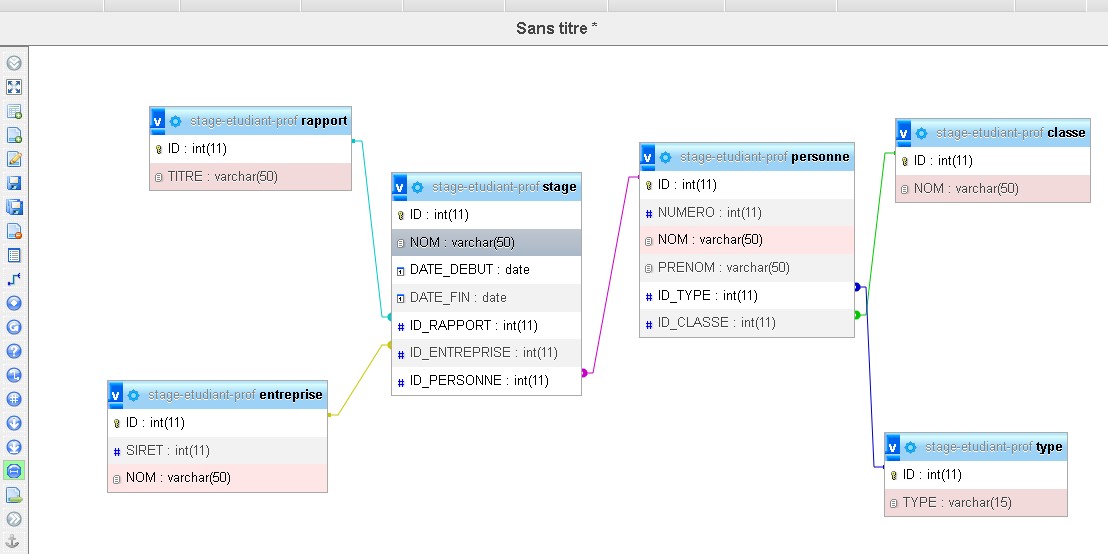 Sans titre *
v stage-etudiant-prof rapport
ID : int(11)
TITRE : varchar(50)
v stage-etudiant-prof stage
ID : int(11)
NOM : varchar(50)
DATE_DEBUT : date
DATE_FIN : date
# ID_RAPPORT : int(11)
# ID_ENTREPRISE : int(11)
# ID_PERSONNE : int(11)
v stage-etudiant-prof entreprise
ID : int(11)
# SIRET : int(11)
NOM : varchar(50)
v stage-etudiant-prof personne
ID : int(11)
# NUMERO : int(11)
NOM : varchar(50)
PRENOM : varchar(50)
# ID_TYPE : int(11)
# ID_CLASSE : int(11)
v stage-etudiant-prof classe
ID : int(11)
NOM : varchar(50)
v stage-etudiant-prof type
ID : int(11)
TYPE : varchar(15)